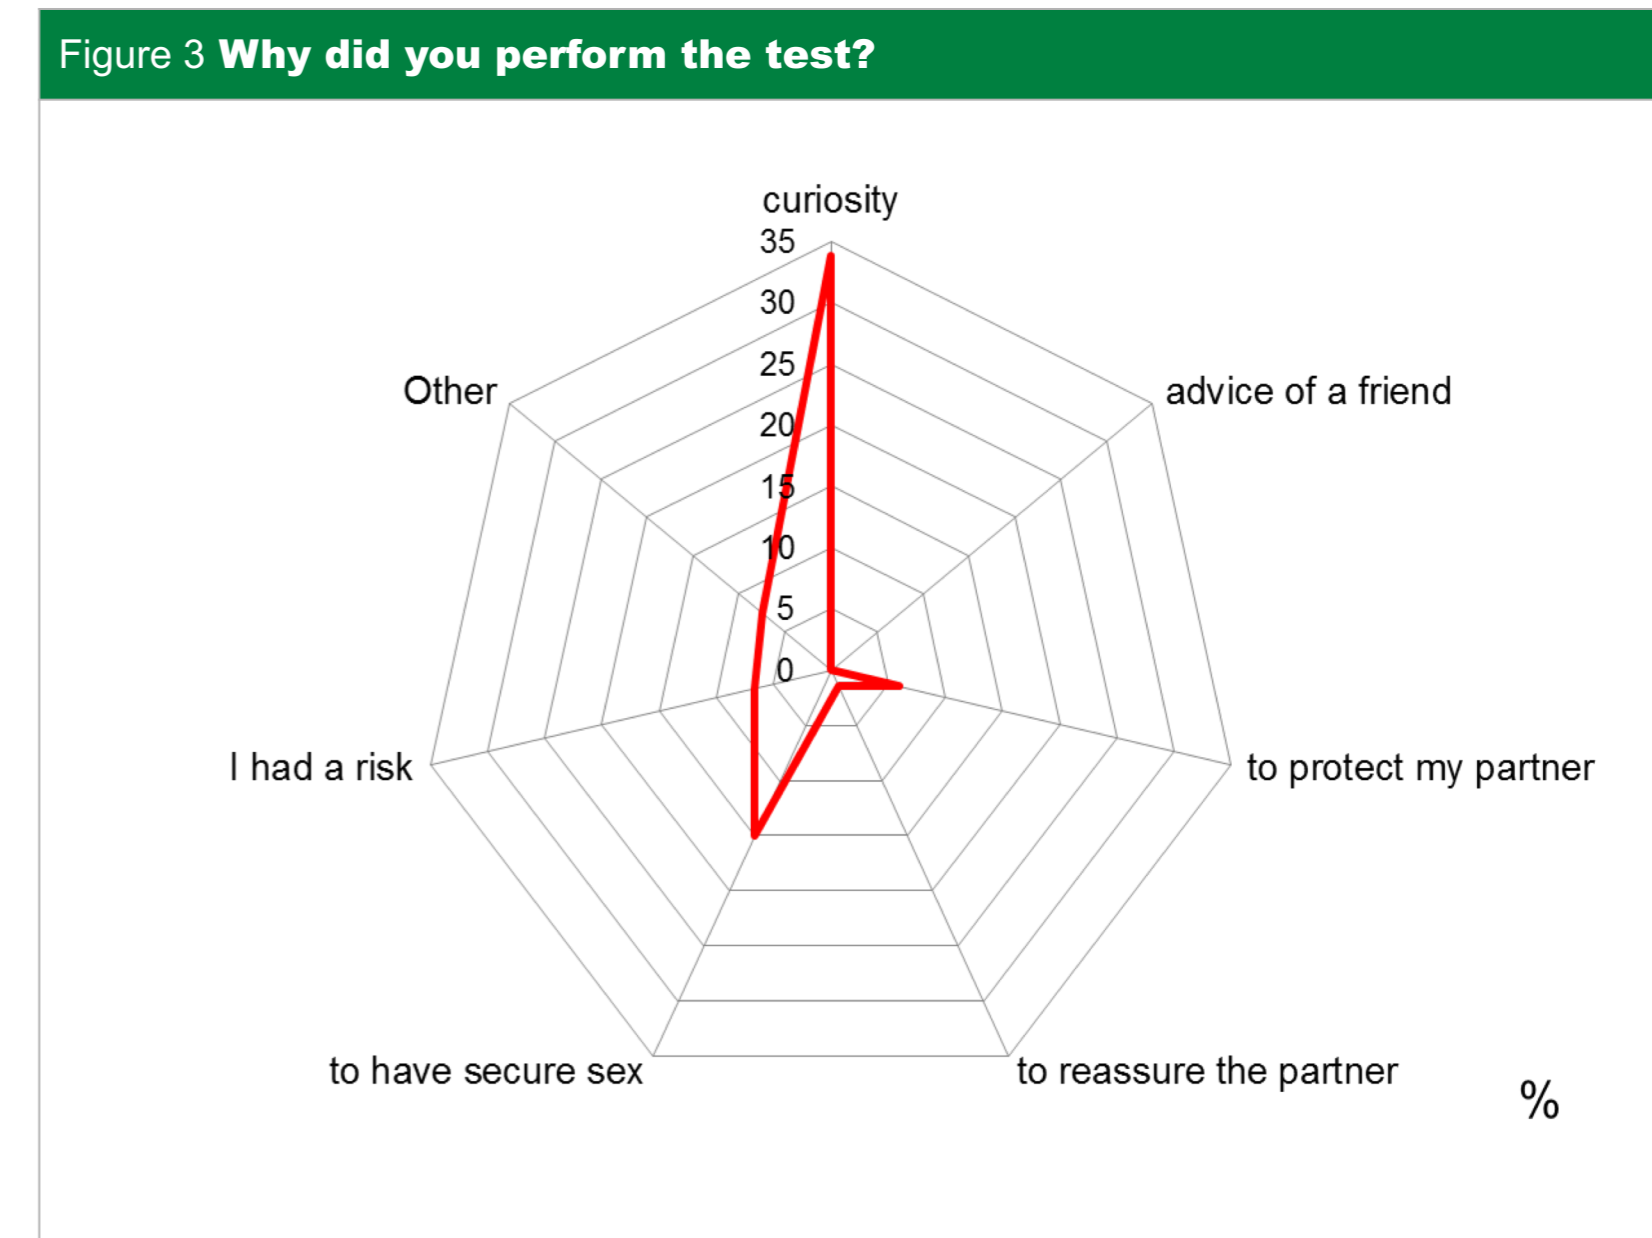 Figure 3 Why did you perform the test?
curiosity
35
30
25
20
15
10
5
0
Other
advice of a friend
I had a risk
to protect my partner
to have secure sex
to reassure the partner
%